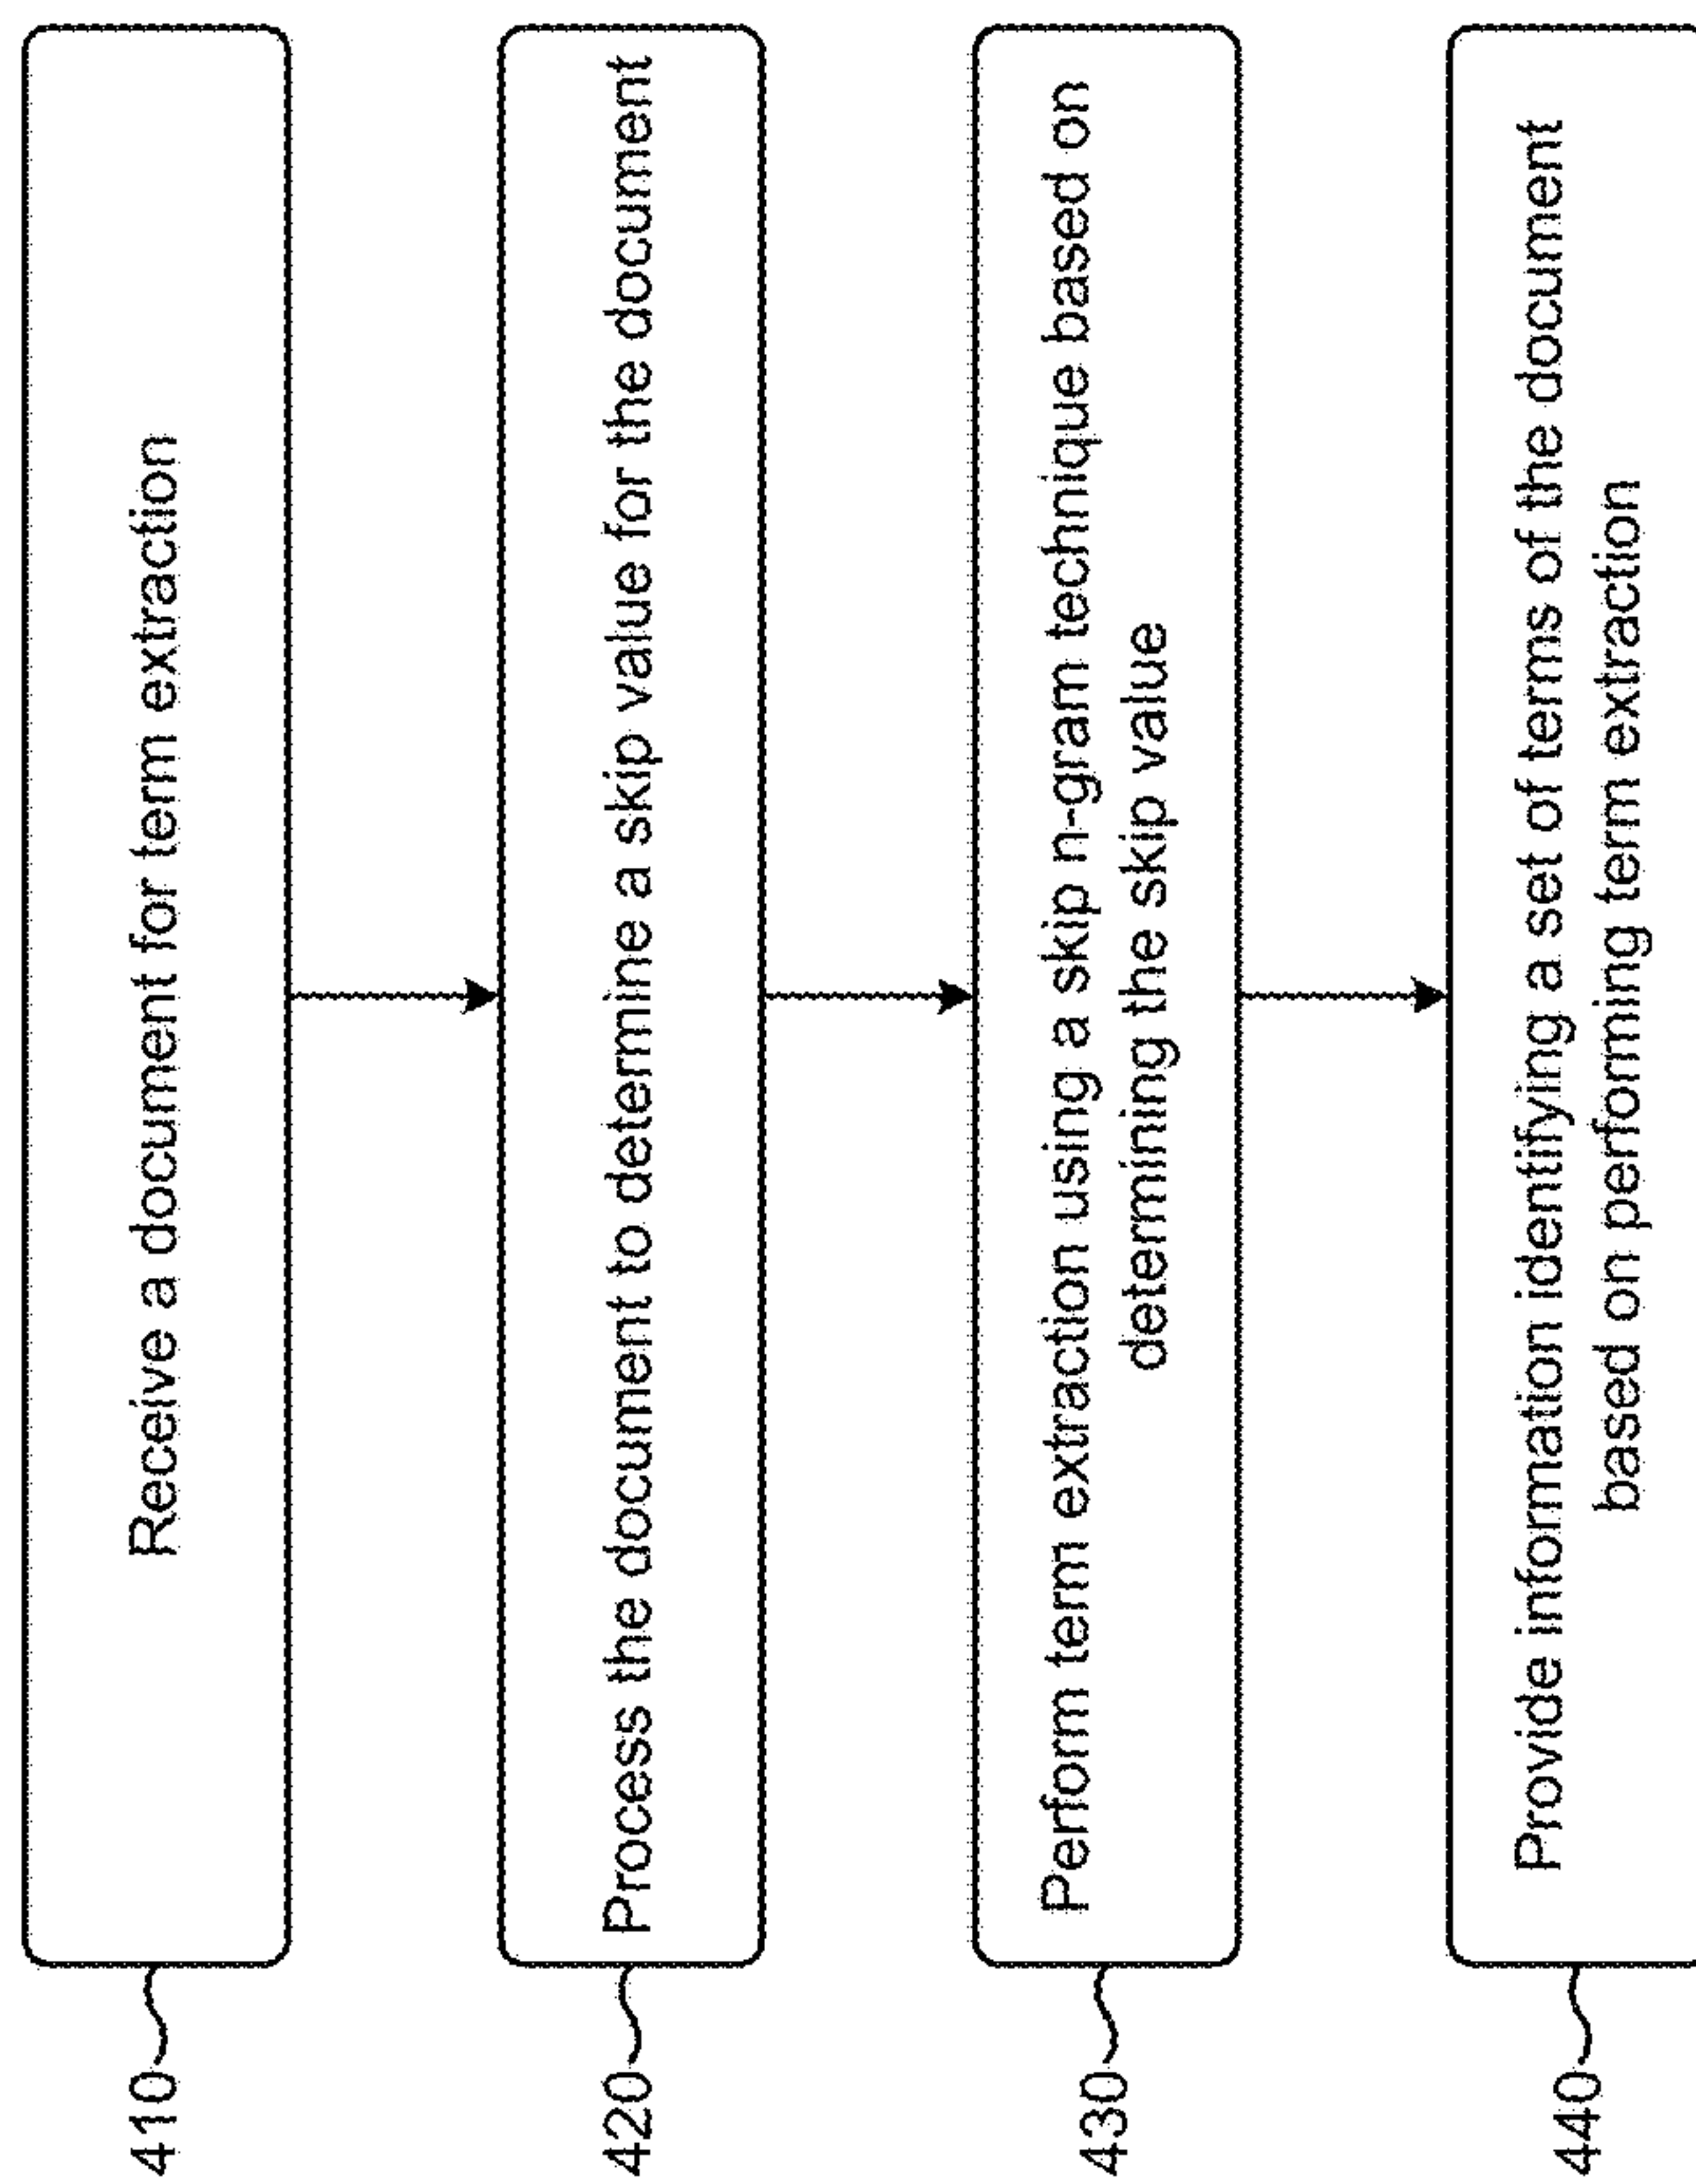 410
Receive a document for term extraction
420
Process the document to determine a skip value for the document
430
Perform term extraction using a skip n-gram technique based on
determining the skip value
440
Provide information identifying a set of terms of the document
based on performing term extraction